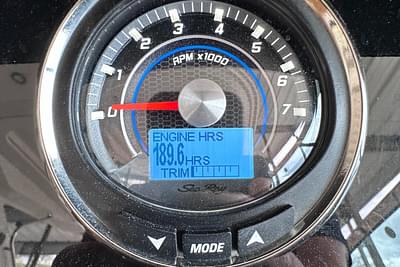 0 1 2 3 4 5 6 7
RPM x1000
ENGINE HRS
189.6 HRS
TRIM
Sea Ray
MODE